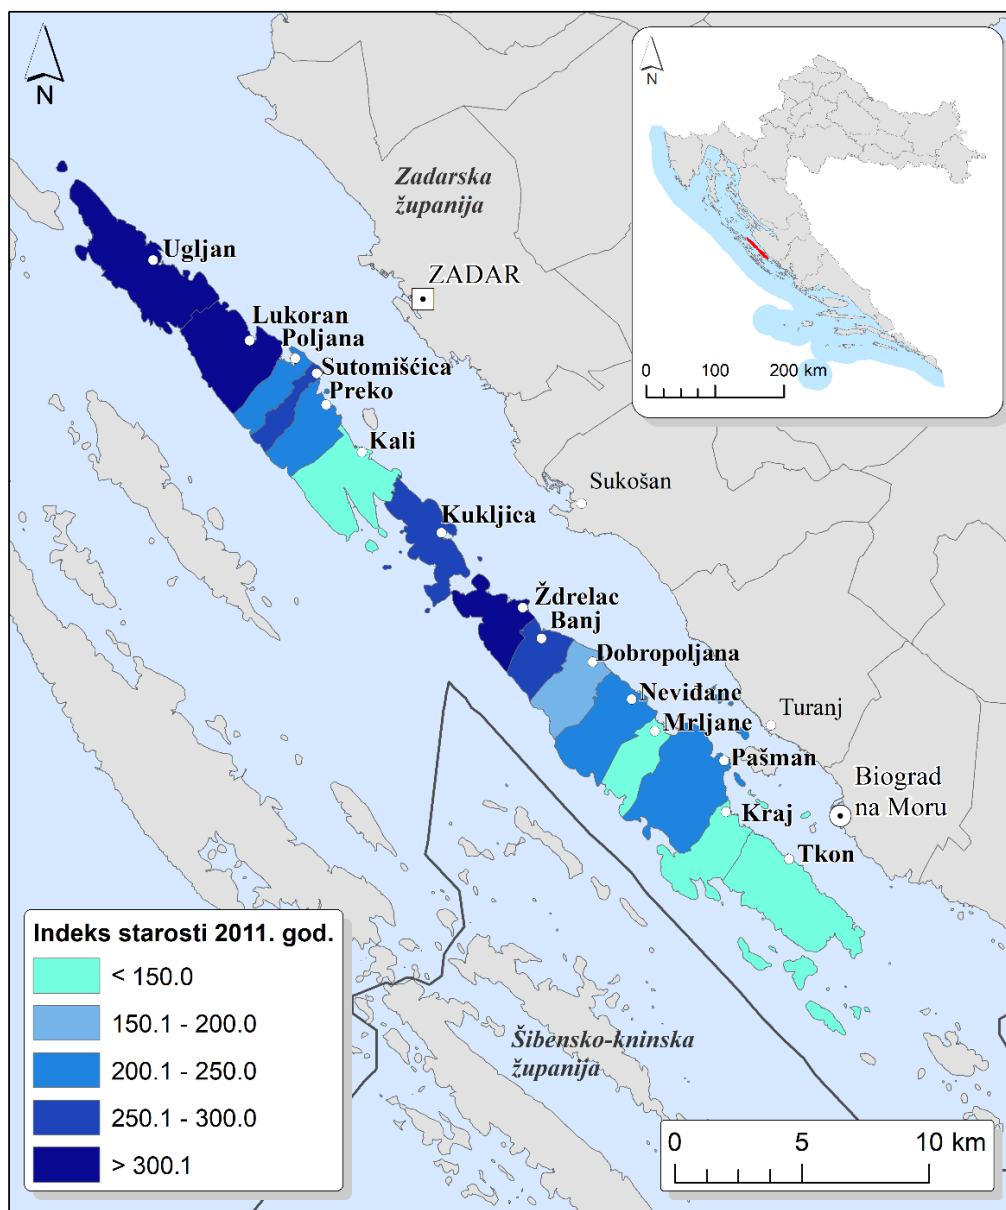 N
N
Zadarska
županija
ZADAR
Ugljan
Lukoran
Poljana
Sutomišćica
Preko
Kali
Kukljica
Sukošan
Ždrelac
Banj
Dobropoljana
Neviđane
Mrljane
Turanj
Pašman
Biograd
na Moru
Kraj
Tkon
0 100 200 km
Šibensko-kninska
županija
Indeks starosti 2011. god.
< 150.0
150.1 - 200.0
200.1 - 250.0
250.1 - 300.0
> 300.1
0 5 10 km